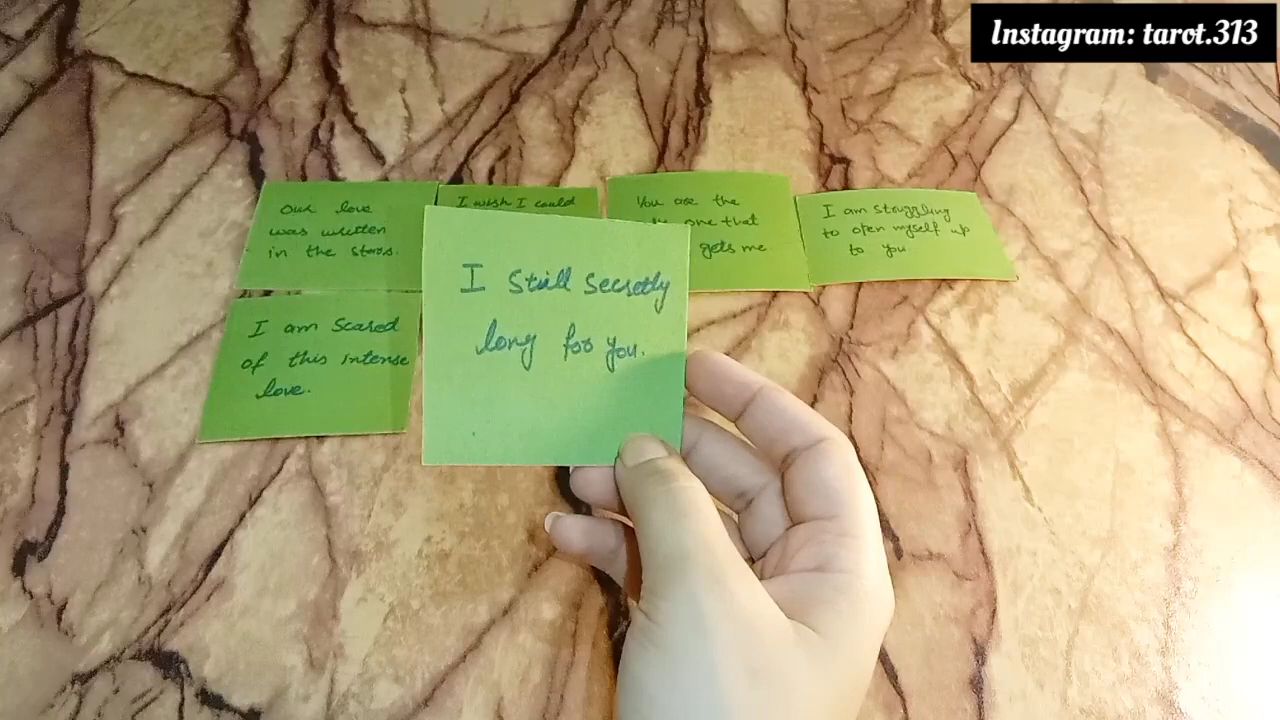 Instagram: tarot.313
Our love
was written
in the stars.
I wish I could
You are the
one that
gets me
I am struggling
to open myself up
to you
I am scared
of this intense
love.
I still secretly
long for you.